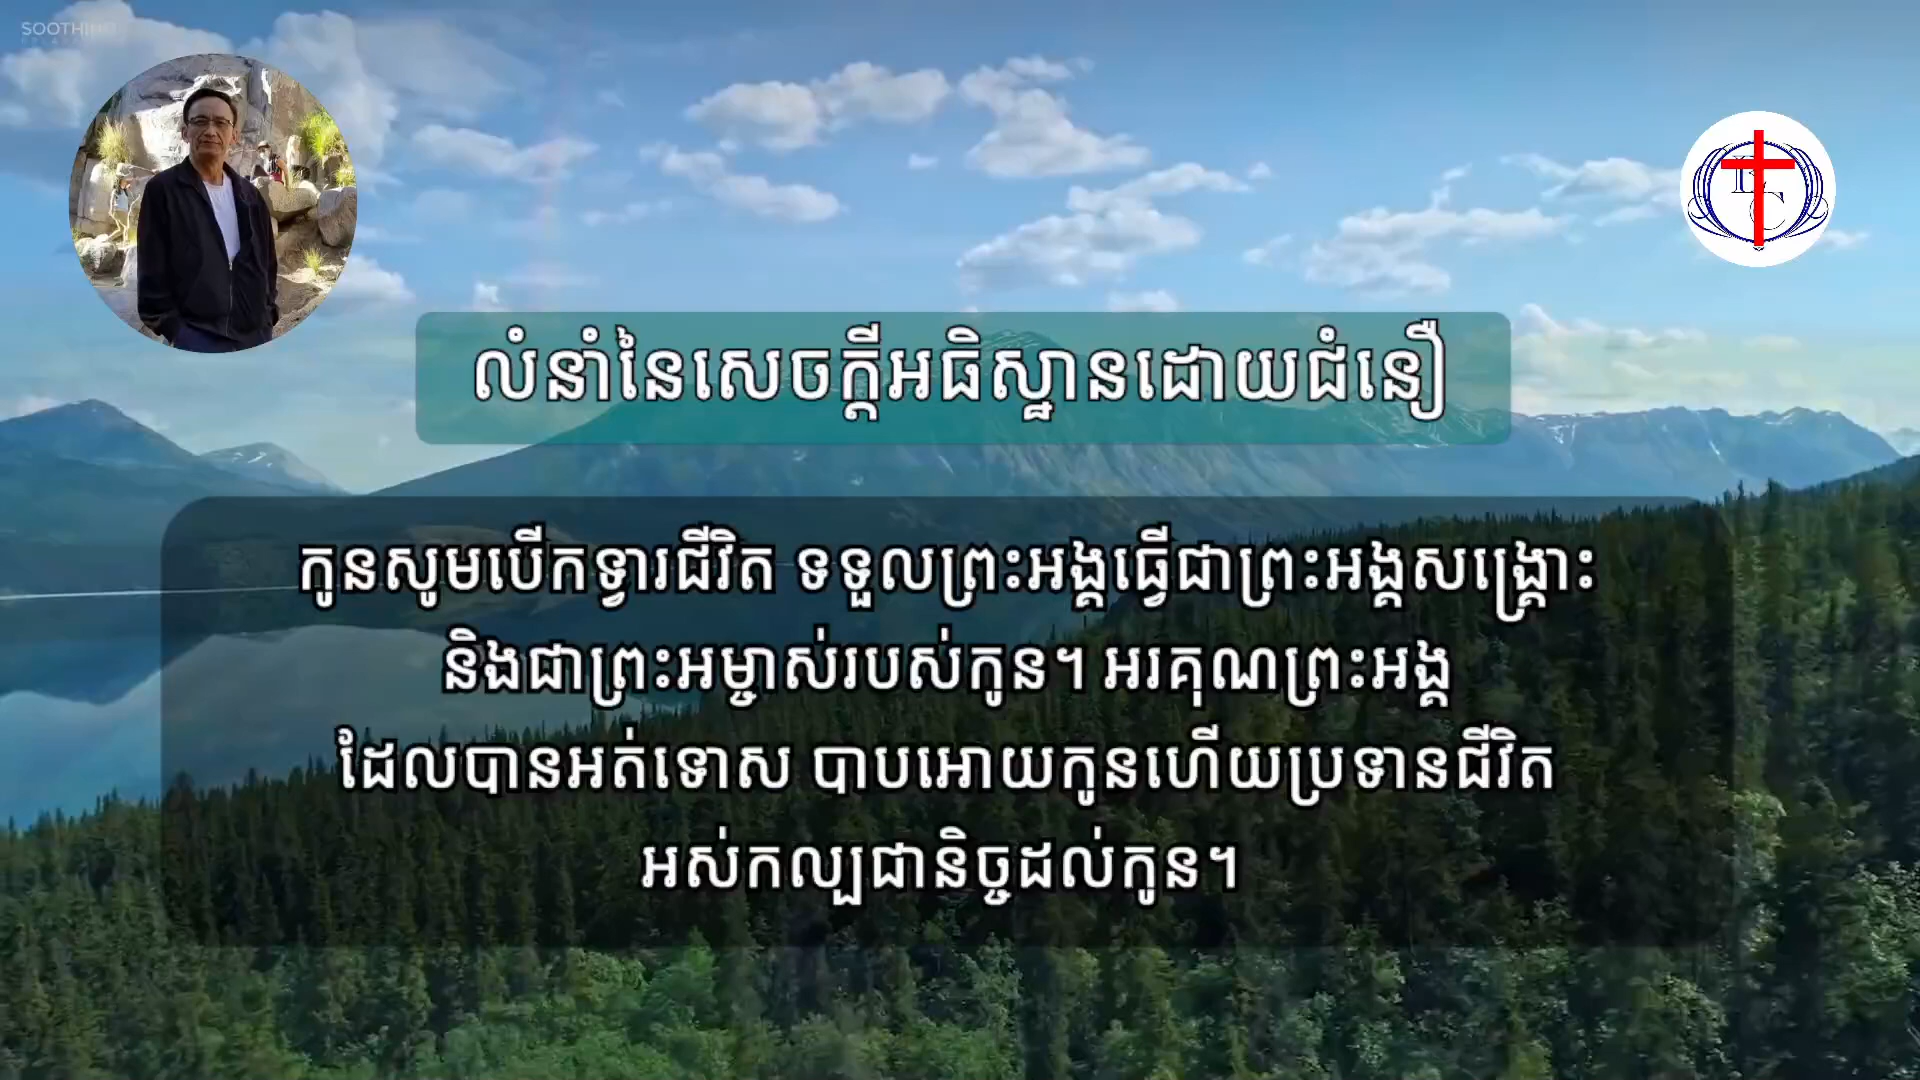 SOOTHING
លំនាំនៃសេចក្ដីអធិស្ឋានដោយជំនឿ
កូនសូមបើកទ្វារជីវិត ទទួលព្រះអង្គធ្វើជាព្រះអង្គសង្គ្រោះ
និងជាព្រះអម្ចាស់របស់កូន។ អរគុណព្រះអង្គ
ដែលបានអត់ទោស បាបអោយកូនហើយប្រទានជីវិត
អស់កល្បជានិច្ចដល់កូន។